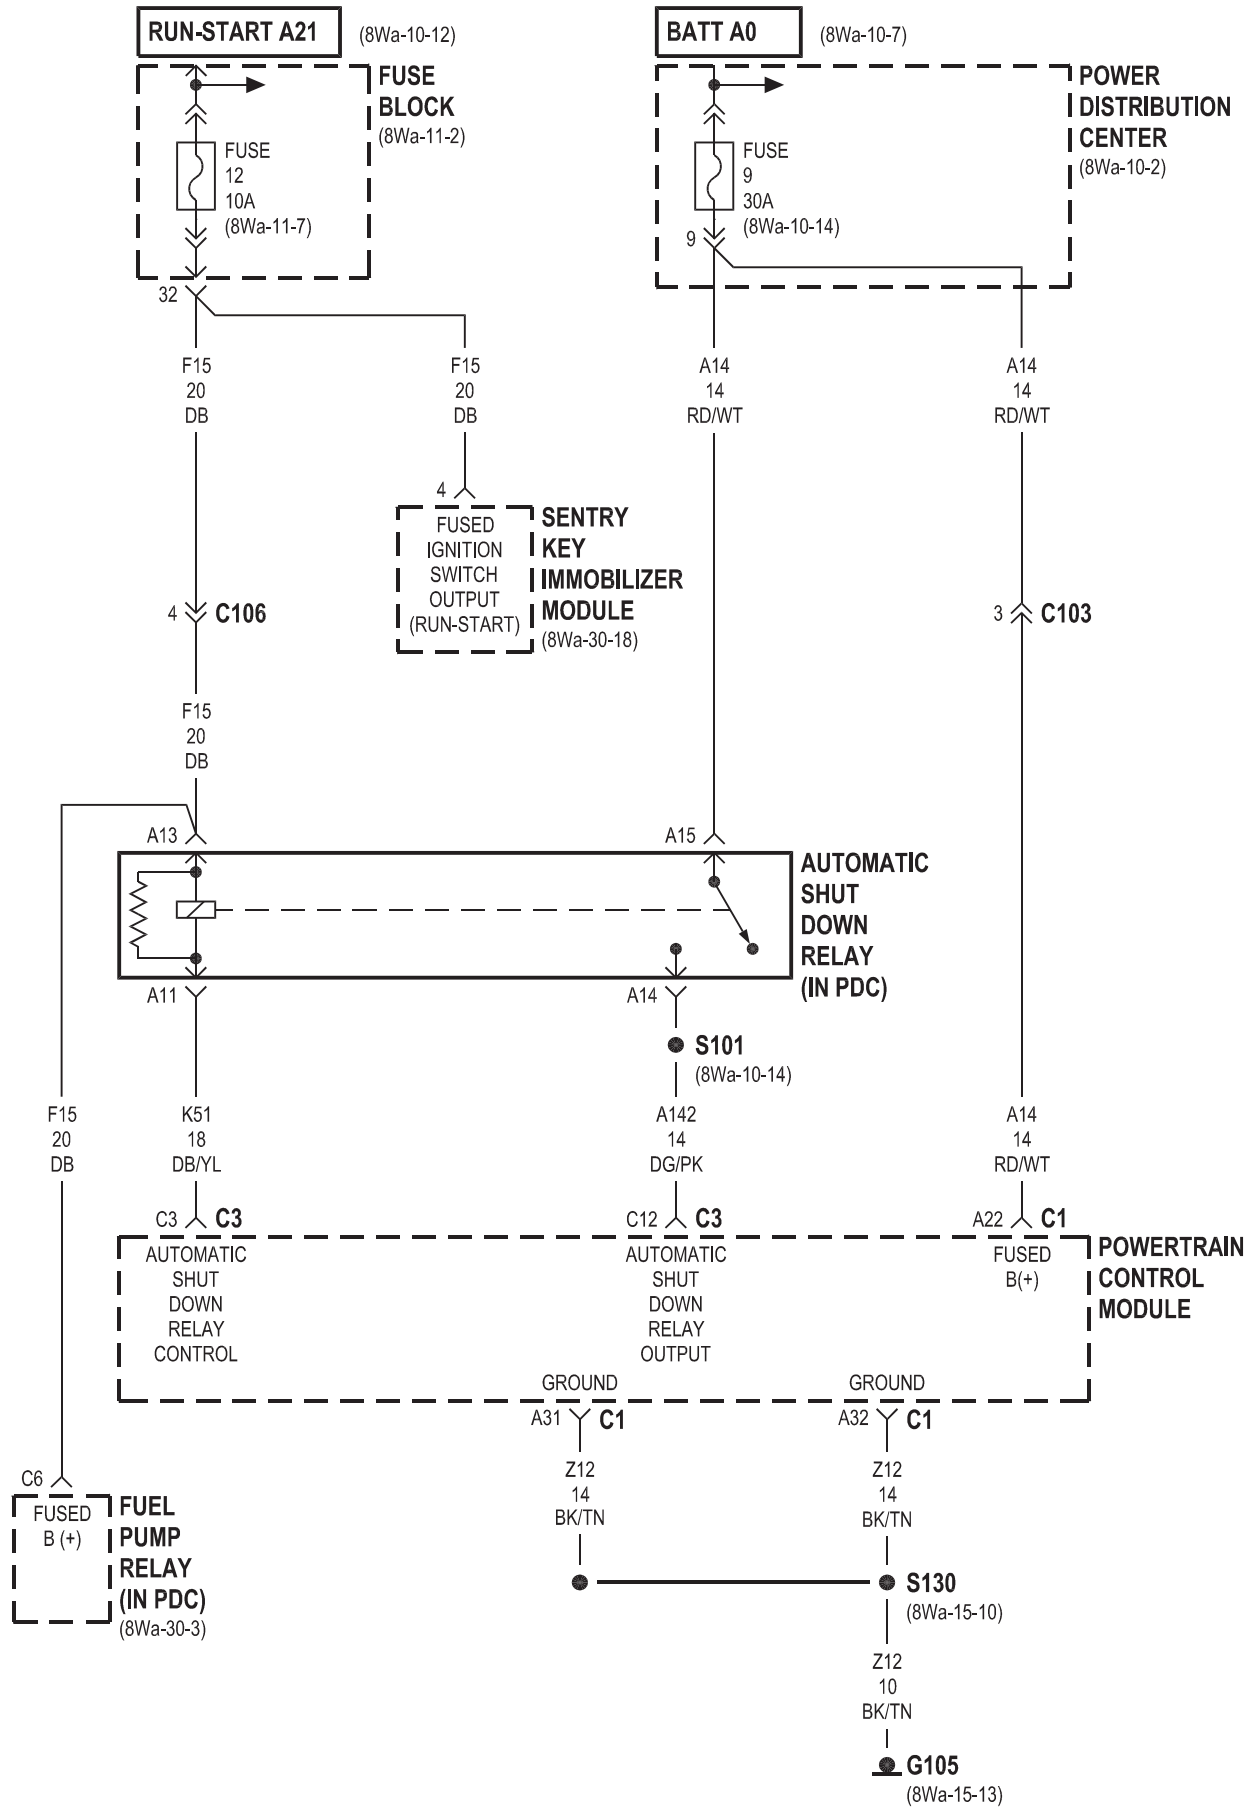 RUN-START A21
(8Wa-10-12)
BATT A0
(8Wa-10-7)
FUSE
BLOCK
(8Wa-11-2)
FUSE
12
10A
(8Wa-11-7)
32
POWER
DISTRIBUTION
CENTER
(8Wa-10-2)
FUSE
9
30A
(8Wa-10-14)
9
F15
20
DB
F15
20
DB
A14
14
RD/WT
A14
14
RD/WT
4
FUSED
IGNITION
SWITCH
OUTPUT
(RUN-START)
SENTRY
KEY
IMMOBILIZER
MODULE
(8Wa-30-18)
4
C106
3
C103
F15
20
DB
A13
A15
AUTOMATIC
SHUT
DOWN
RELAY
(IN PDC)
A11
A14
S101
(8Wa-10-14)
F15
20
DB
K51
18
DB/YL
A142
14
DG/PK
A14
14
RD/WT
C3
C3
C12
C3
A22
C1
AUTOMATIC
SHUT
DOWN
RELAY
CONTROL
AUTOMATIC
SHUT
DOWN
RELAY
OUTPUT
FUSED
B(+)
POWERTRAIN
CONTROL
MODULE
GROUND
GROUND
A31
C1
A32
C1
Z12
14
BK/TN
Z12
14
BK/TN
C6
FUSED
B (+)
FUEL
PUMP
RELAY
(IN PDC)
(8Wa-30-3)
S130
(8Wa-15-10)
Z12
10
BK/TN
G105
(8Wa-15-13)